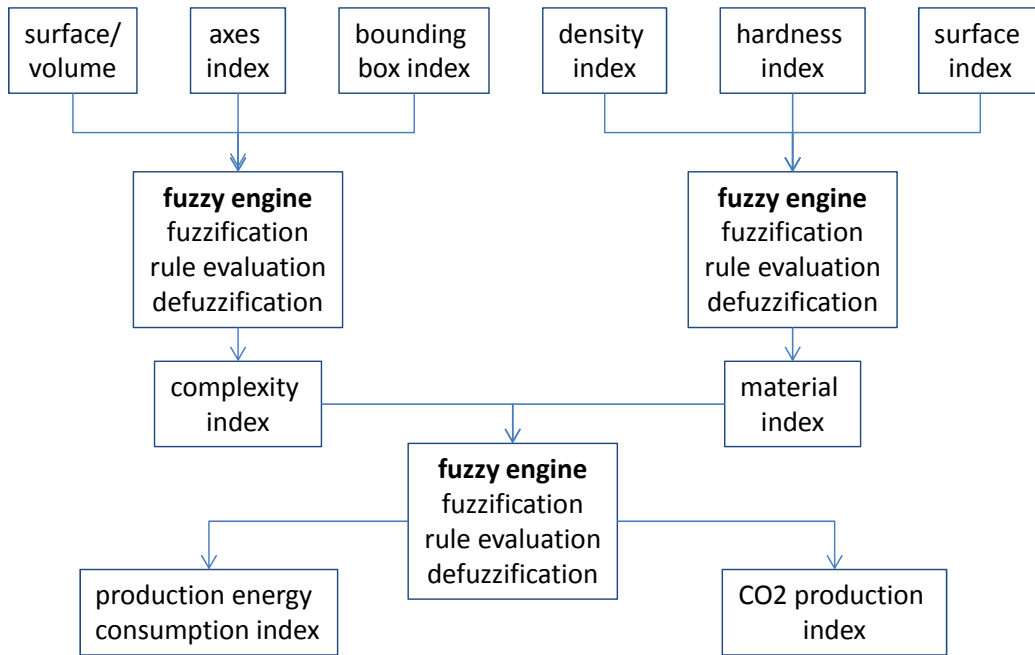 surface/
volume
axes
index
bounding
box index
density
index
hardness
index
surface
index
fuzzy engine
fuzzification
rule evaluation
defuzzification
fuzzy engine
fuzzification
rule evaluation
defuzzification
complexity
index
material
index
fuzzy engine
fuzzification
rule evaluation
defuzzification
production energy
consumption index
CO2 production
index